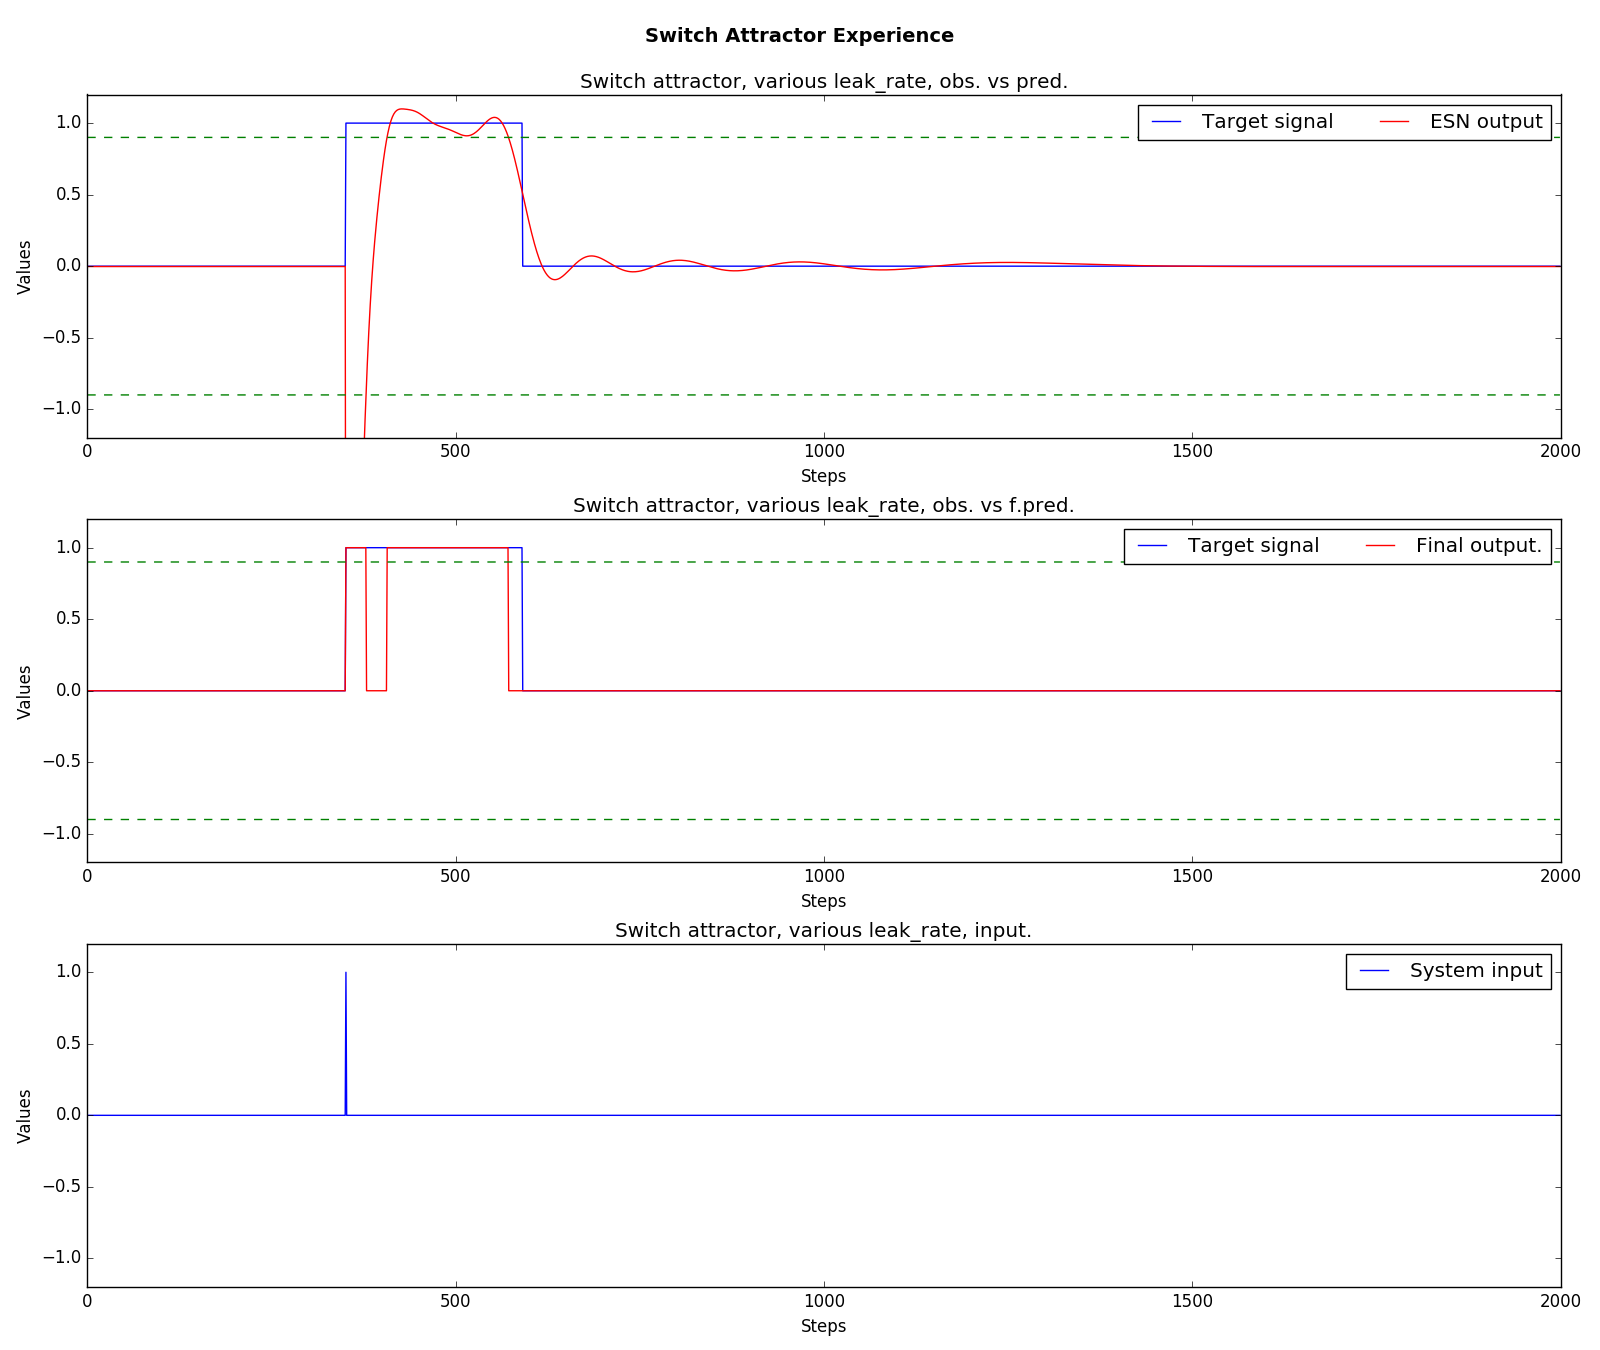 Switch Attractor Experience
Switch attractor, various leak_rate, obs. vs pred.
Target signal ESN output
1.0
0.5
0.0
−0.5
−1.0
Values
0 500 1000 1500 2000
Steps
Switch attractor, various leak_rate, obs. vs f.pred.
Target signal Final output.
1.0
0.5
0.0
−0.5
−1.0
Values
0 500 1000 1500 2000
Steps
Switch attractor, various leak_rate, input.
System input
1.0
0.5
0.0
−0.5
−1.0
Values
0 500 1000 1500 2000
Steps